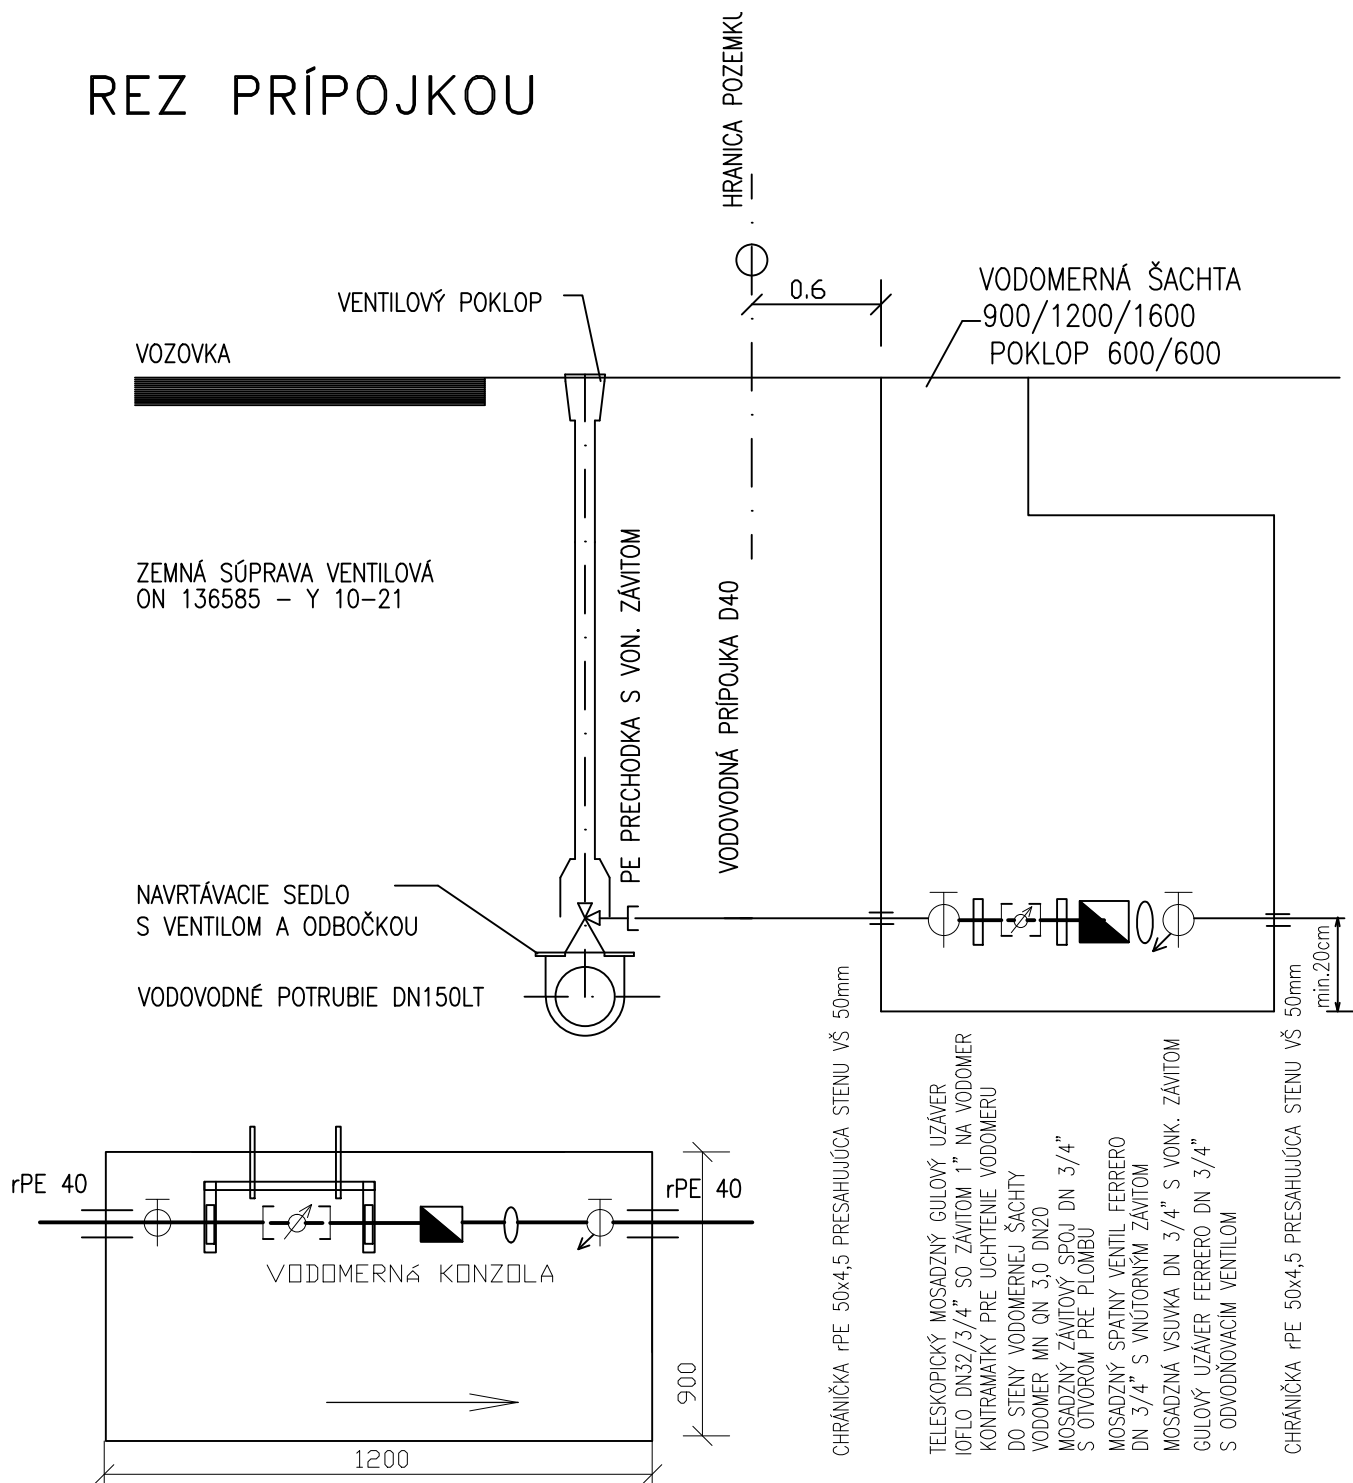 REZ PRÍPOJKOU
HRANICA POZEMKU
0.6
VODOMERNÁ ŠACHTA
900/1200/1600
POKLOP 600/600
VENTILOVÝ POKLOP
VOZOVKA
ZEMNÁ SÚPRAVA VENTILOVÁ
ON 136585 – Y 10–21
PE PRECHODKA S VON. ZÁVITOM
VODOVODNÁ PRÍPOJKA D40
NAVRTÁVACIE SEDLO
S VENTILOM A ODBOČKOU
VODOVODNÉ POTRUBIE DN150LT
min.20cm
CHRÁNIČKA rPE 50x4,5 PRESAHUJÚCA STENU VŠ 50mm
TELESKOPICKÝ MOSADZNÝ GULOVÝ UZÁVER
IOFLO DN32/3/4" SO ZÁVITOM 1" NA VODOMER
KONTRAMATKY PRE UCHYTENIE VODOMERU
DO STENY VODOMERNEJ ŠACHTY
VODOMER MN QN 3,0 DN20
MOSADZNÝ ZÁVITOVÝ SPOJ DN 3/4"
S OTVOROM PRE PLOMBU
MOSADZNÝ SPATNY VENTIL FERRERO
DN 3/4" S VNÚTORNÝM ZÁVITOM
MOSADZNÁ VSUVKA DN 3/4" S VONK. ZÁVITOM
GULOVÝ UZÁVER FERRERO DN 3/4"
S ODVODŇOVACÍM VENTILOM
CHRÁNIČKA rPE 50x4,5 PRESAHUJÚCA STENU VŠ 50mm
rPE 40
rPE 40
VODOMERNá KONZOLA
900
1200